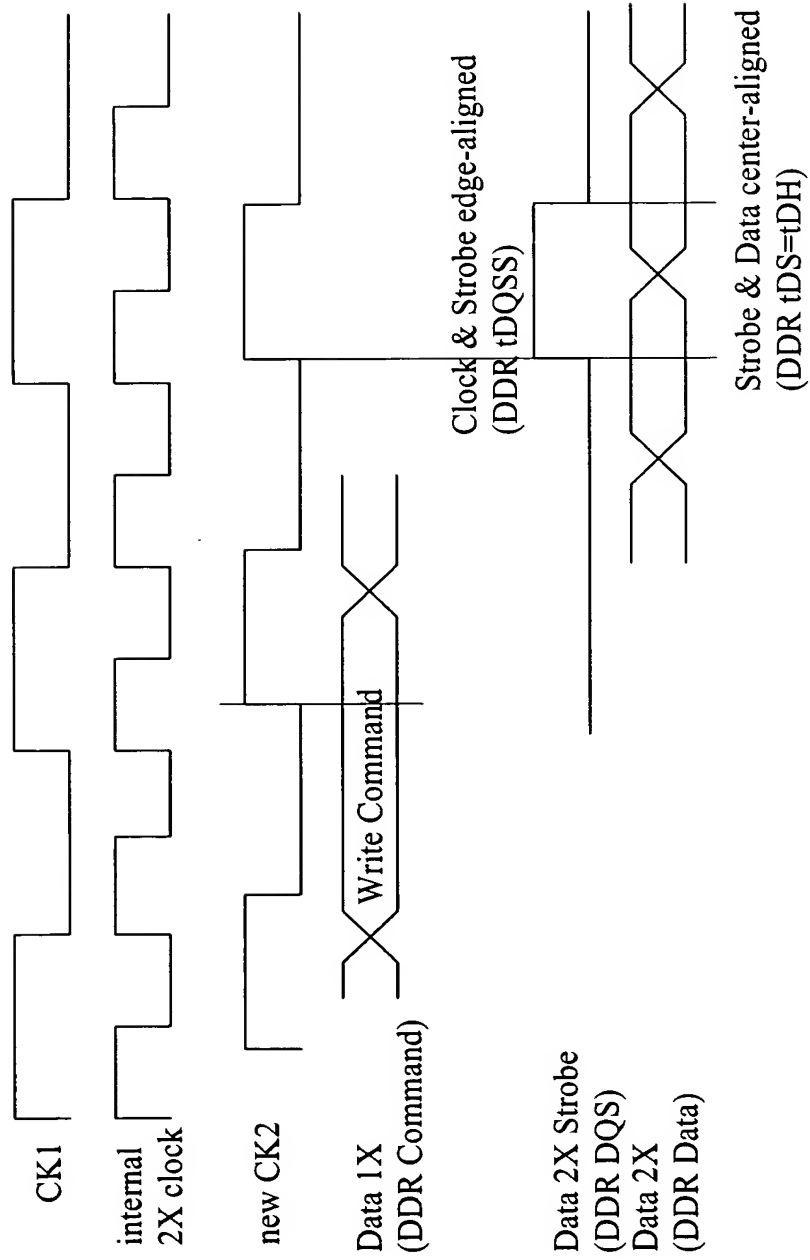 CK1
internal
2X clock
new CK2
Data 1X
(DDR Command)
Write Command
Clock & Strobe edge-aligned
(DDR tDQSS)
Data 2X Strobe
(DDR DQS)
Data 2X
(DDR Data)
Strobe & Data center-aligned
(DDR tDS=tDH)